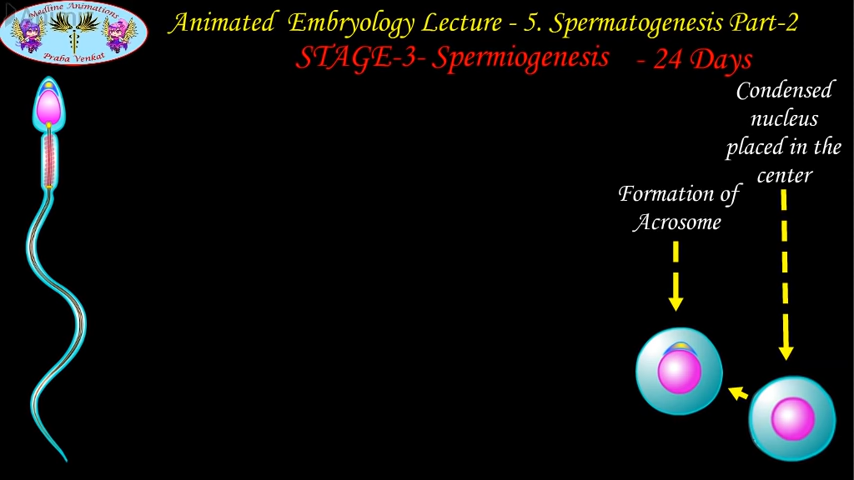 Medline Animations
Praba Venkat
Animated Embryology Lecture - 5. Spermatogenesis Part-2
STAGE-3- Spermiogenesis - 24 Days
Condensed
nucleus
placed in the
center
Formation of
Acrosome